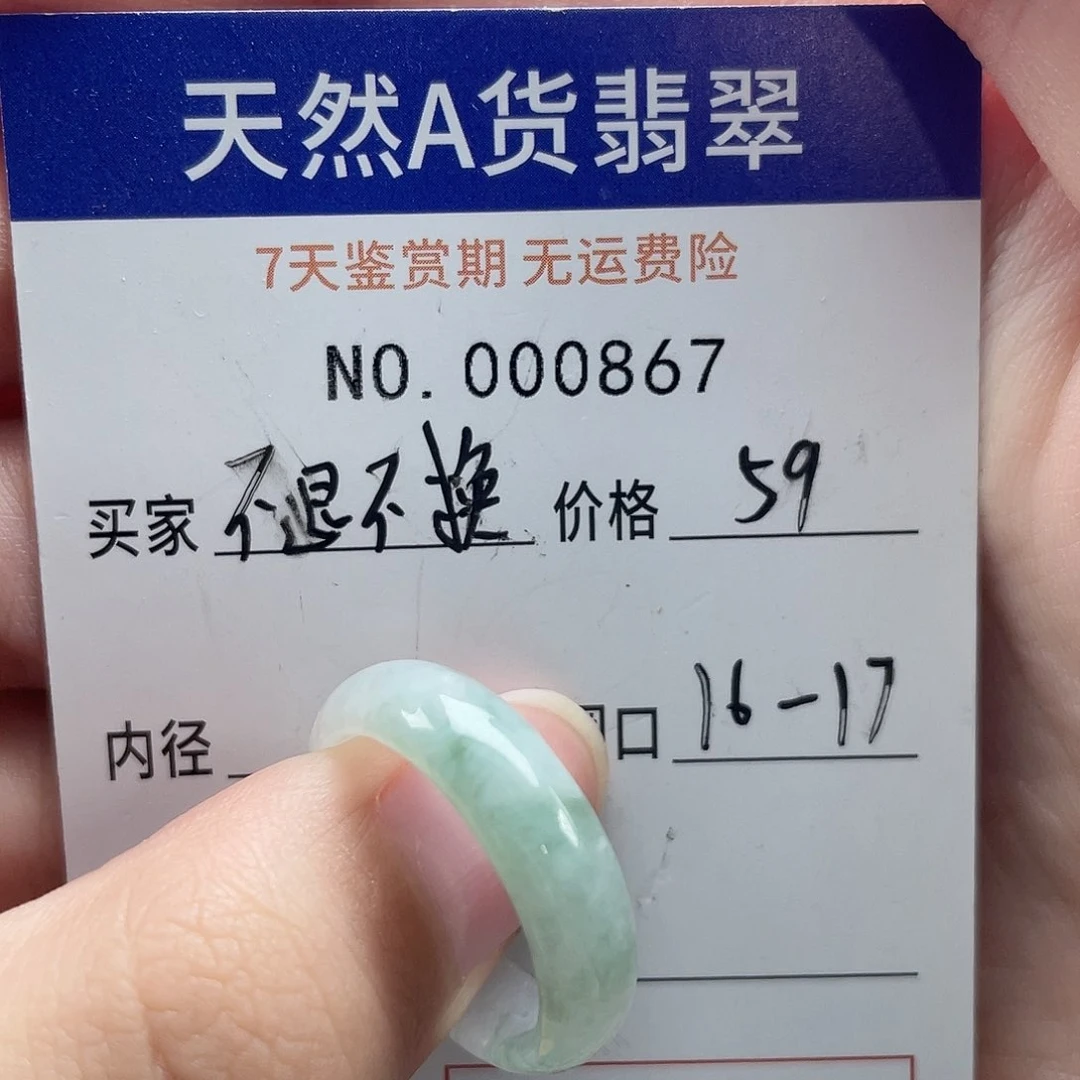 天然A货翡翠
7天鉴赏期 无运费险
NO. 000867
买家 不退不换 价格 59
内径 口 16-17